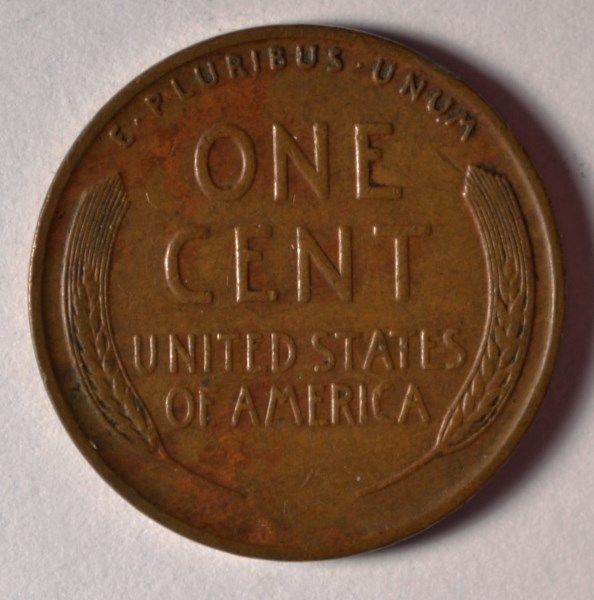 E · PLURIBUS · UNUM
ONE
CENT
UNITED STATES
OF AMERICA